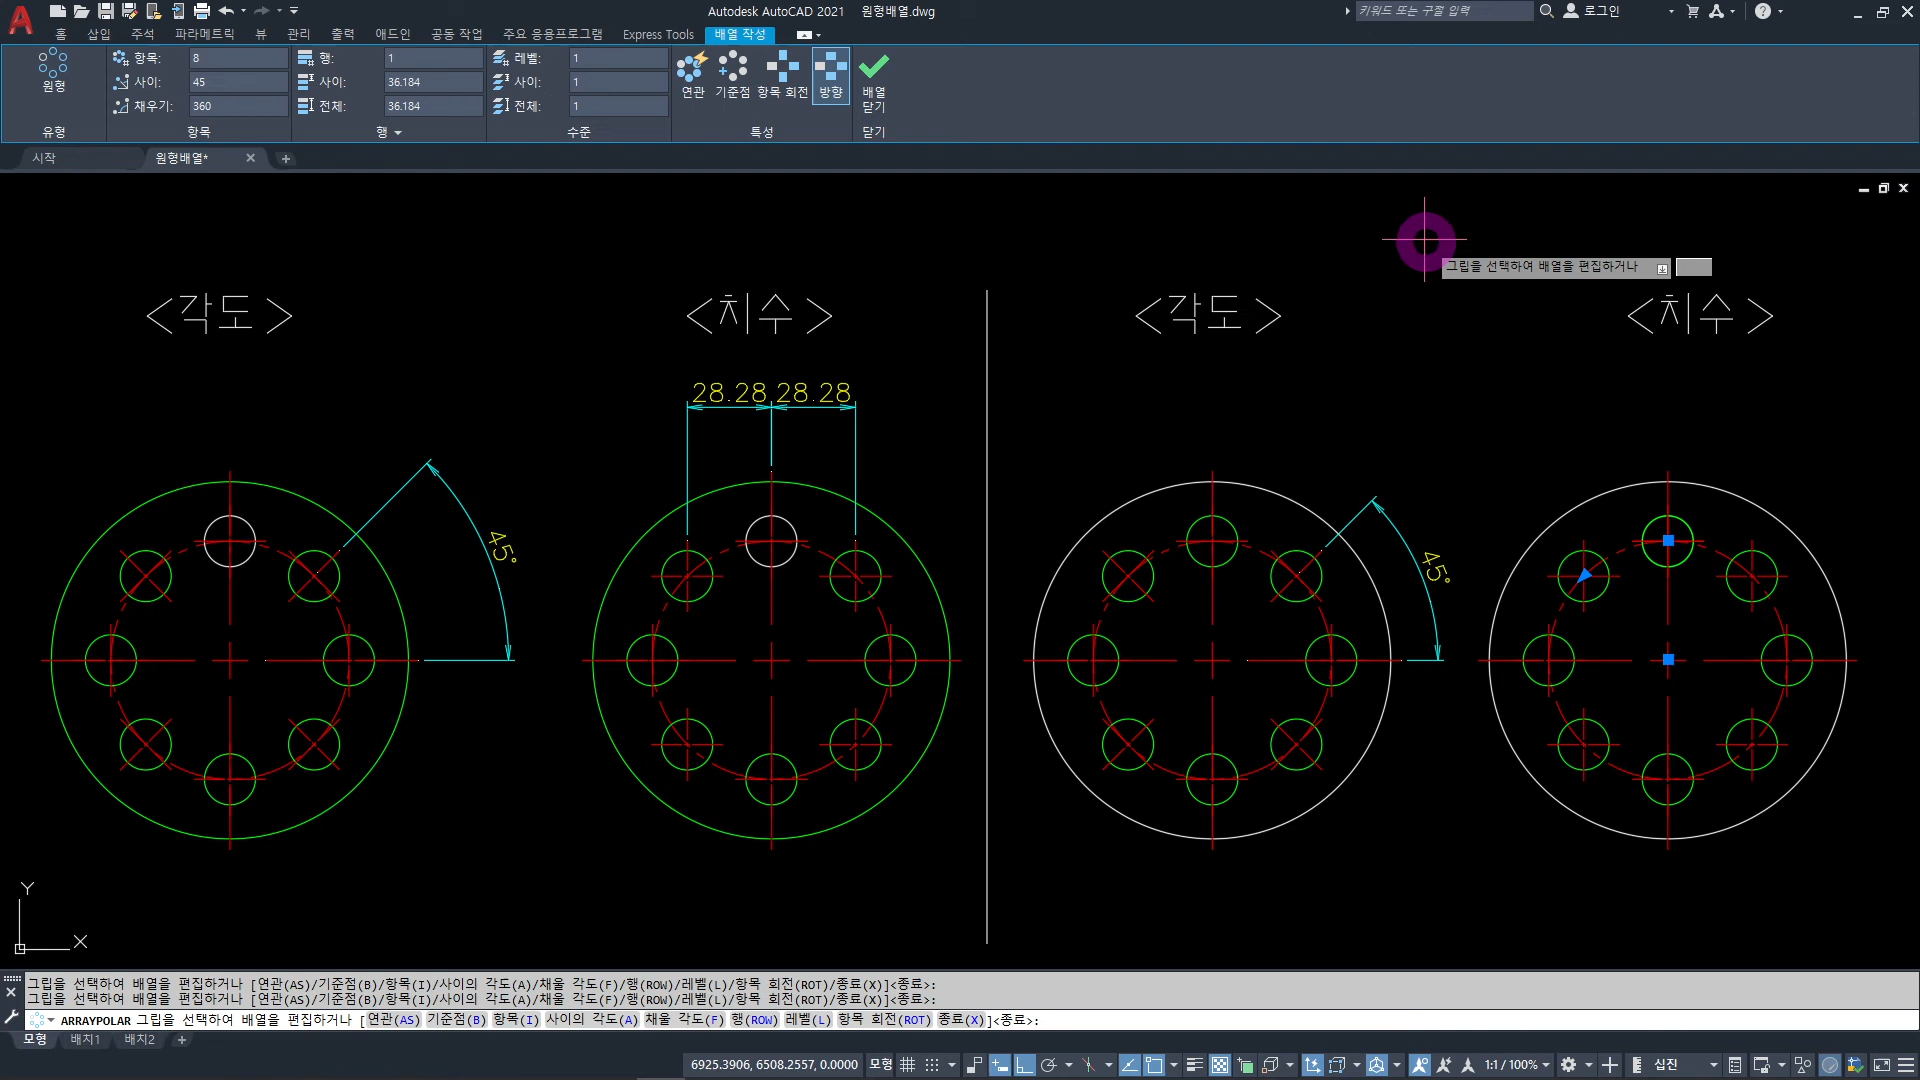 Autodesk AutoCAD 2021 원형배열.dwg
키워드 또는 구절 입력
로그인
홈 삽입 주석 파라메트릭 뷰 관리 출력 애드인 공동 작업 주요 응용프로그램 Express Tools 배열 작성
원형
유형
항목: 8
사이: 45
채우기: 360
항목
행: 1
사이: 36.184
전체: 36.184
행
레벨: 1
사이: 1
전체: 1
수준
연관 기준점 항목 회전 방향
특성
배열 닫기
닫기
시작 원형배열*
그립을 선택하여 배열을 편집하거나
<각도> <치수> <각도> <치수>
28.28 28.28
45°
45°
Y
X
그립을 선택하여 배열을 편집하거나 [연관(AS)/기준점(B)/항목(I)/사이의 각도(A)/채울 각도(F)/행(ROW)/레벨(L)/항목 회전(ROT)/종료(X)]<종료>:
그립을 선택하여 배열을 편집하거나 [연관(AS)/기준점(B)/항목(I)/사이의 각도(A)/채울 각도(F)/행(ROW)/레벨(L)/항목 회전(ROT)/종료(X)]<종료>:
ARRAYPOLAR 그립을 선택하여 배열을 편집하거나 [연관(AS) 기준점(B) 항목(I) 사이의 각도(A) 채울 각도(F) 행(ROW) 레벨(L) 항목 회전(ROT) 종료(X)]<종료>:
모형 배치1 배치2
6925.3906, 6508.2557, 0.0000 모형 1:1 / 100% 십진